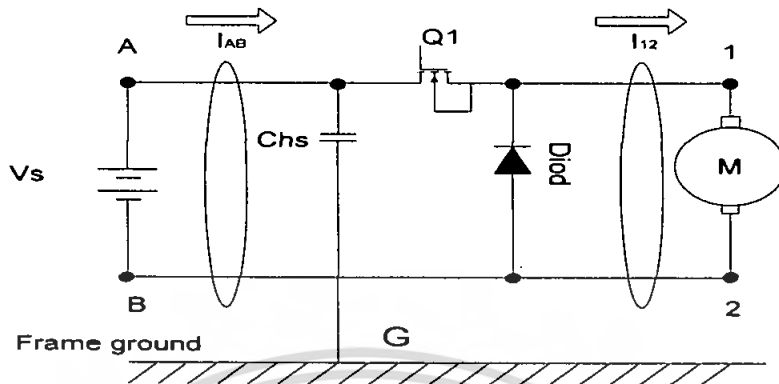 A
I_AB
Q1
I_12
1
Chs
Vs
Diod
M
B
2
Frame ground
G